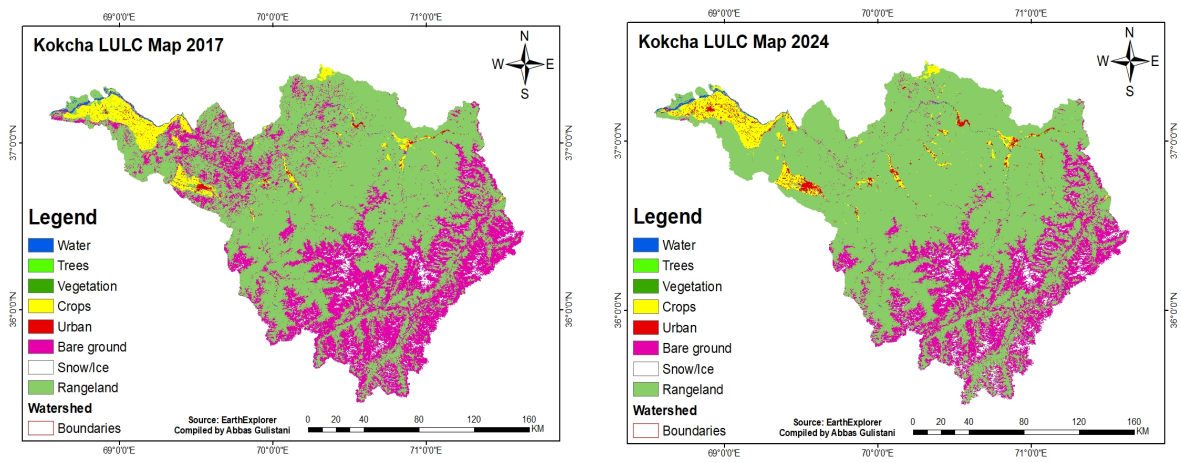 69°0'0"E 70°0'0"E 71°0'0"E
Kokcha LULC Map 2017
N
W E
S
37°0'0"N
37°0'0"N
36°0'0"N
36°0'0"N
Legend
Water
Trees
Vegetation
Crops
Urban
Bare ground
Snow/Ice
Rangeland
Watershed
Boundaries
Source: EarthExplorer
Compiled by Abbas Gulistani
0 20 40 80 120 160
KM
69°0'0"E 70°0'0"E 71°0'0"E
69°0'0"E 70°0'0"E 71°0'0"E
Kokcha LULC Map 2024
N
W E
S
37°0'0"N
37°0'0"N
36°0'0"N
36°0'0"N
Legend
Water
Trees
Vegetation
Crops
Urban
Bare ground
Snow/Ice
Rangeland
Watershed
Boundaries
Source: EarthExplorer
Compiled by Abbas Gulistani
0 20 40 80 120 160
KM
69°0'0"E 70°0'0"E 71°0'0"E